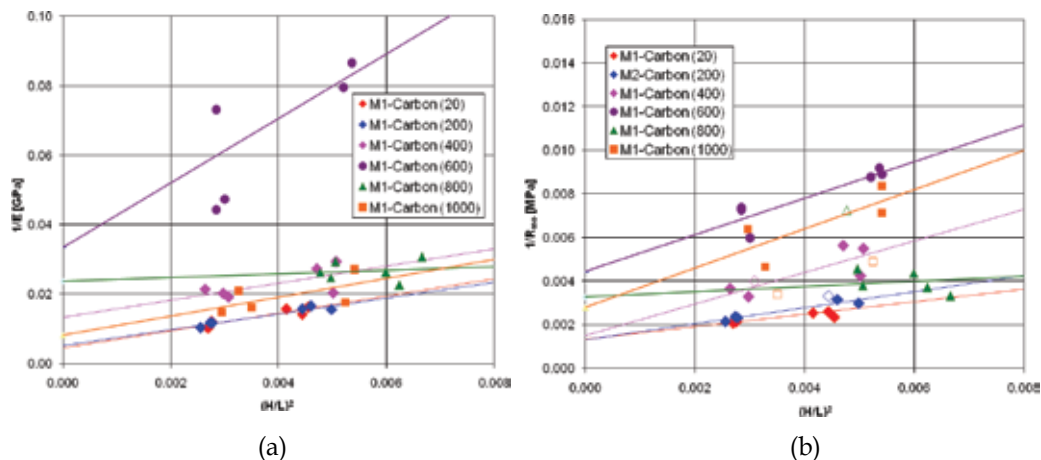 (a)
0.10
0.08
0.06
0.04
0.02
0.00
1/E [GPa]
M1-Carbon (20)
M1-Carbon (200)
M1-Carbon (400)
M1-Carbon (600)
M1-Carbon (800)
M1-Carbon (1000)
0.000 0.002 0.004 0.006 0.008
(H/L)²
(b)
0.016
0.014
0.012
0.010
0.008
0.006
0.004
0.002
0.000
[MPa]
M1-Carbon (20)
M2-Carbon (200)
M1-Carbon (400)
M1-Carbon (600)
M1-Carbon (800)
M1-Carbon (1000)
0.000 0.002 0.004 0.006 0.008
(H/L)²
(a) (b)